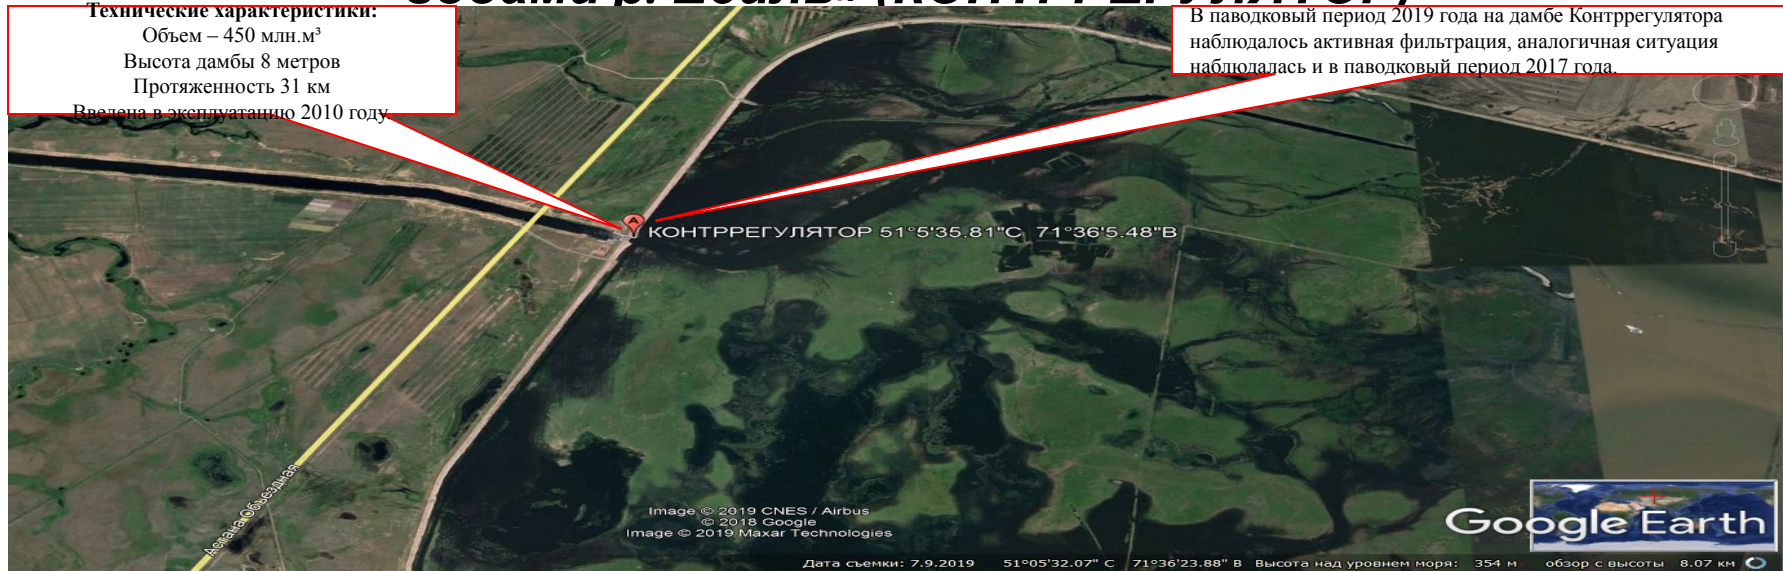 (КОНТРРЕГУЛЯТОР)
Технические характеристики:
Объем – 450 млн.м³
Высота дамбы 8 метров
Протяженность 31 км
Введена в эксплуатацию 2010 году
В паводковый период 2019 года на дамбе Контррегулятора
наблюдалось активная фильтрация, аналогичная ситуация
наблюдалась и в паводковый период 2017 года.
A
КОНТРРЕГУЛЯТОР 51°5'35.81"С 71°36'5.48"В
Астана Объездная
Image © 2019 CNES / Airbus
© 2018 Google
Image © 2019 Maxar Technologies
Google Earth
Дата съемки: 7.9.2019 51°05'32.07" С 71°36'23.88" В Высота над уровнем моря: 354 м обзор с высоты 8.07 км